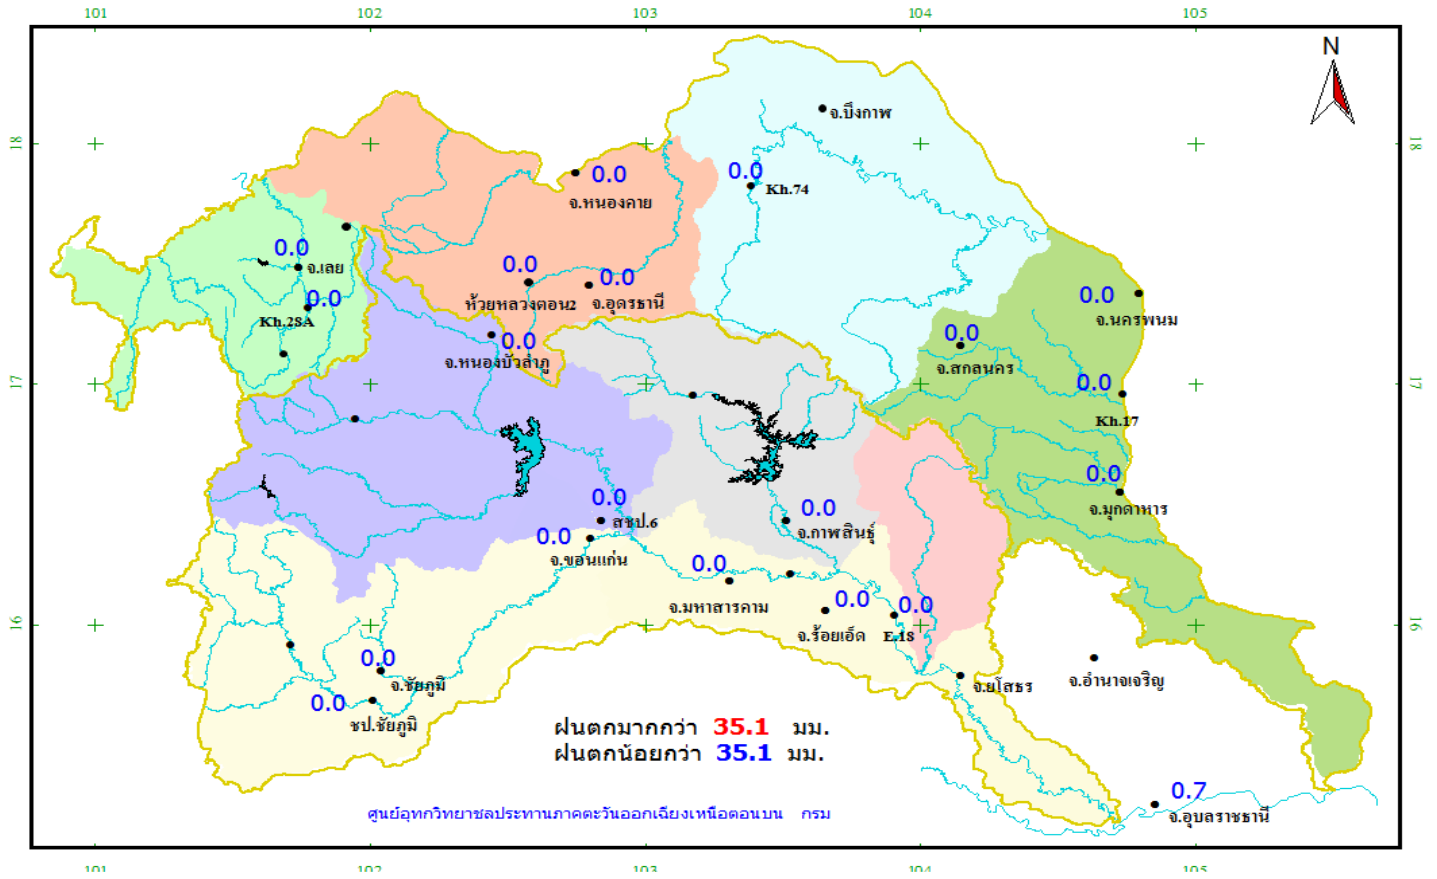 101 102 103 104 105
N
จ.บึงกาฬ
18 18
0.0 0.0
Kh.74
จ.หนองคาย
0.0
จ.เลย
0.0 0.0
0.0
ห้วยหลวงตอน2 จ.อุดรธานี
0.0
จ.นครพนม
Kh.28A
0.0
จ.หนองบัวลำภู
0.0
จ.สกลนคร
17 17
0.0
Kh.17
0.0
จ.มุกดาหาร
0.0
สชป.6
0.0
จ.กาฬสินธุ์
0.0
จ.ขอนแก่น
0.0
จ.มหาสารคาม
0.0
จ.ร้อยเอ็ด
0.0
E.18
16 16
0.0
จ.ชัยภูมิ
จ.ยโสธร
จ.อำนาจเจริญ
0.0
ชป.ชัยภูมิ
ฝนตกมากกว่า 35.1 มม.
ฝนตกน้อยกว่า 35.1 มม.
0.7
จ.อุบลราชธานี
ศูนย์อุทกวิทยาชลประทานภาคตะวันออกเฉียงเหนือตอนบน กรม
101 102 103 104 105